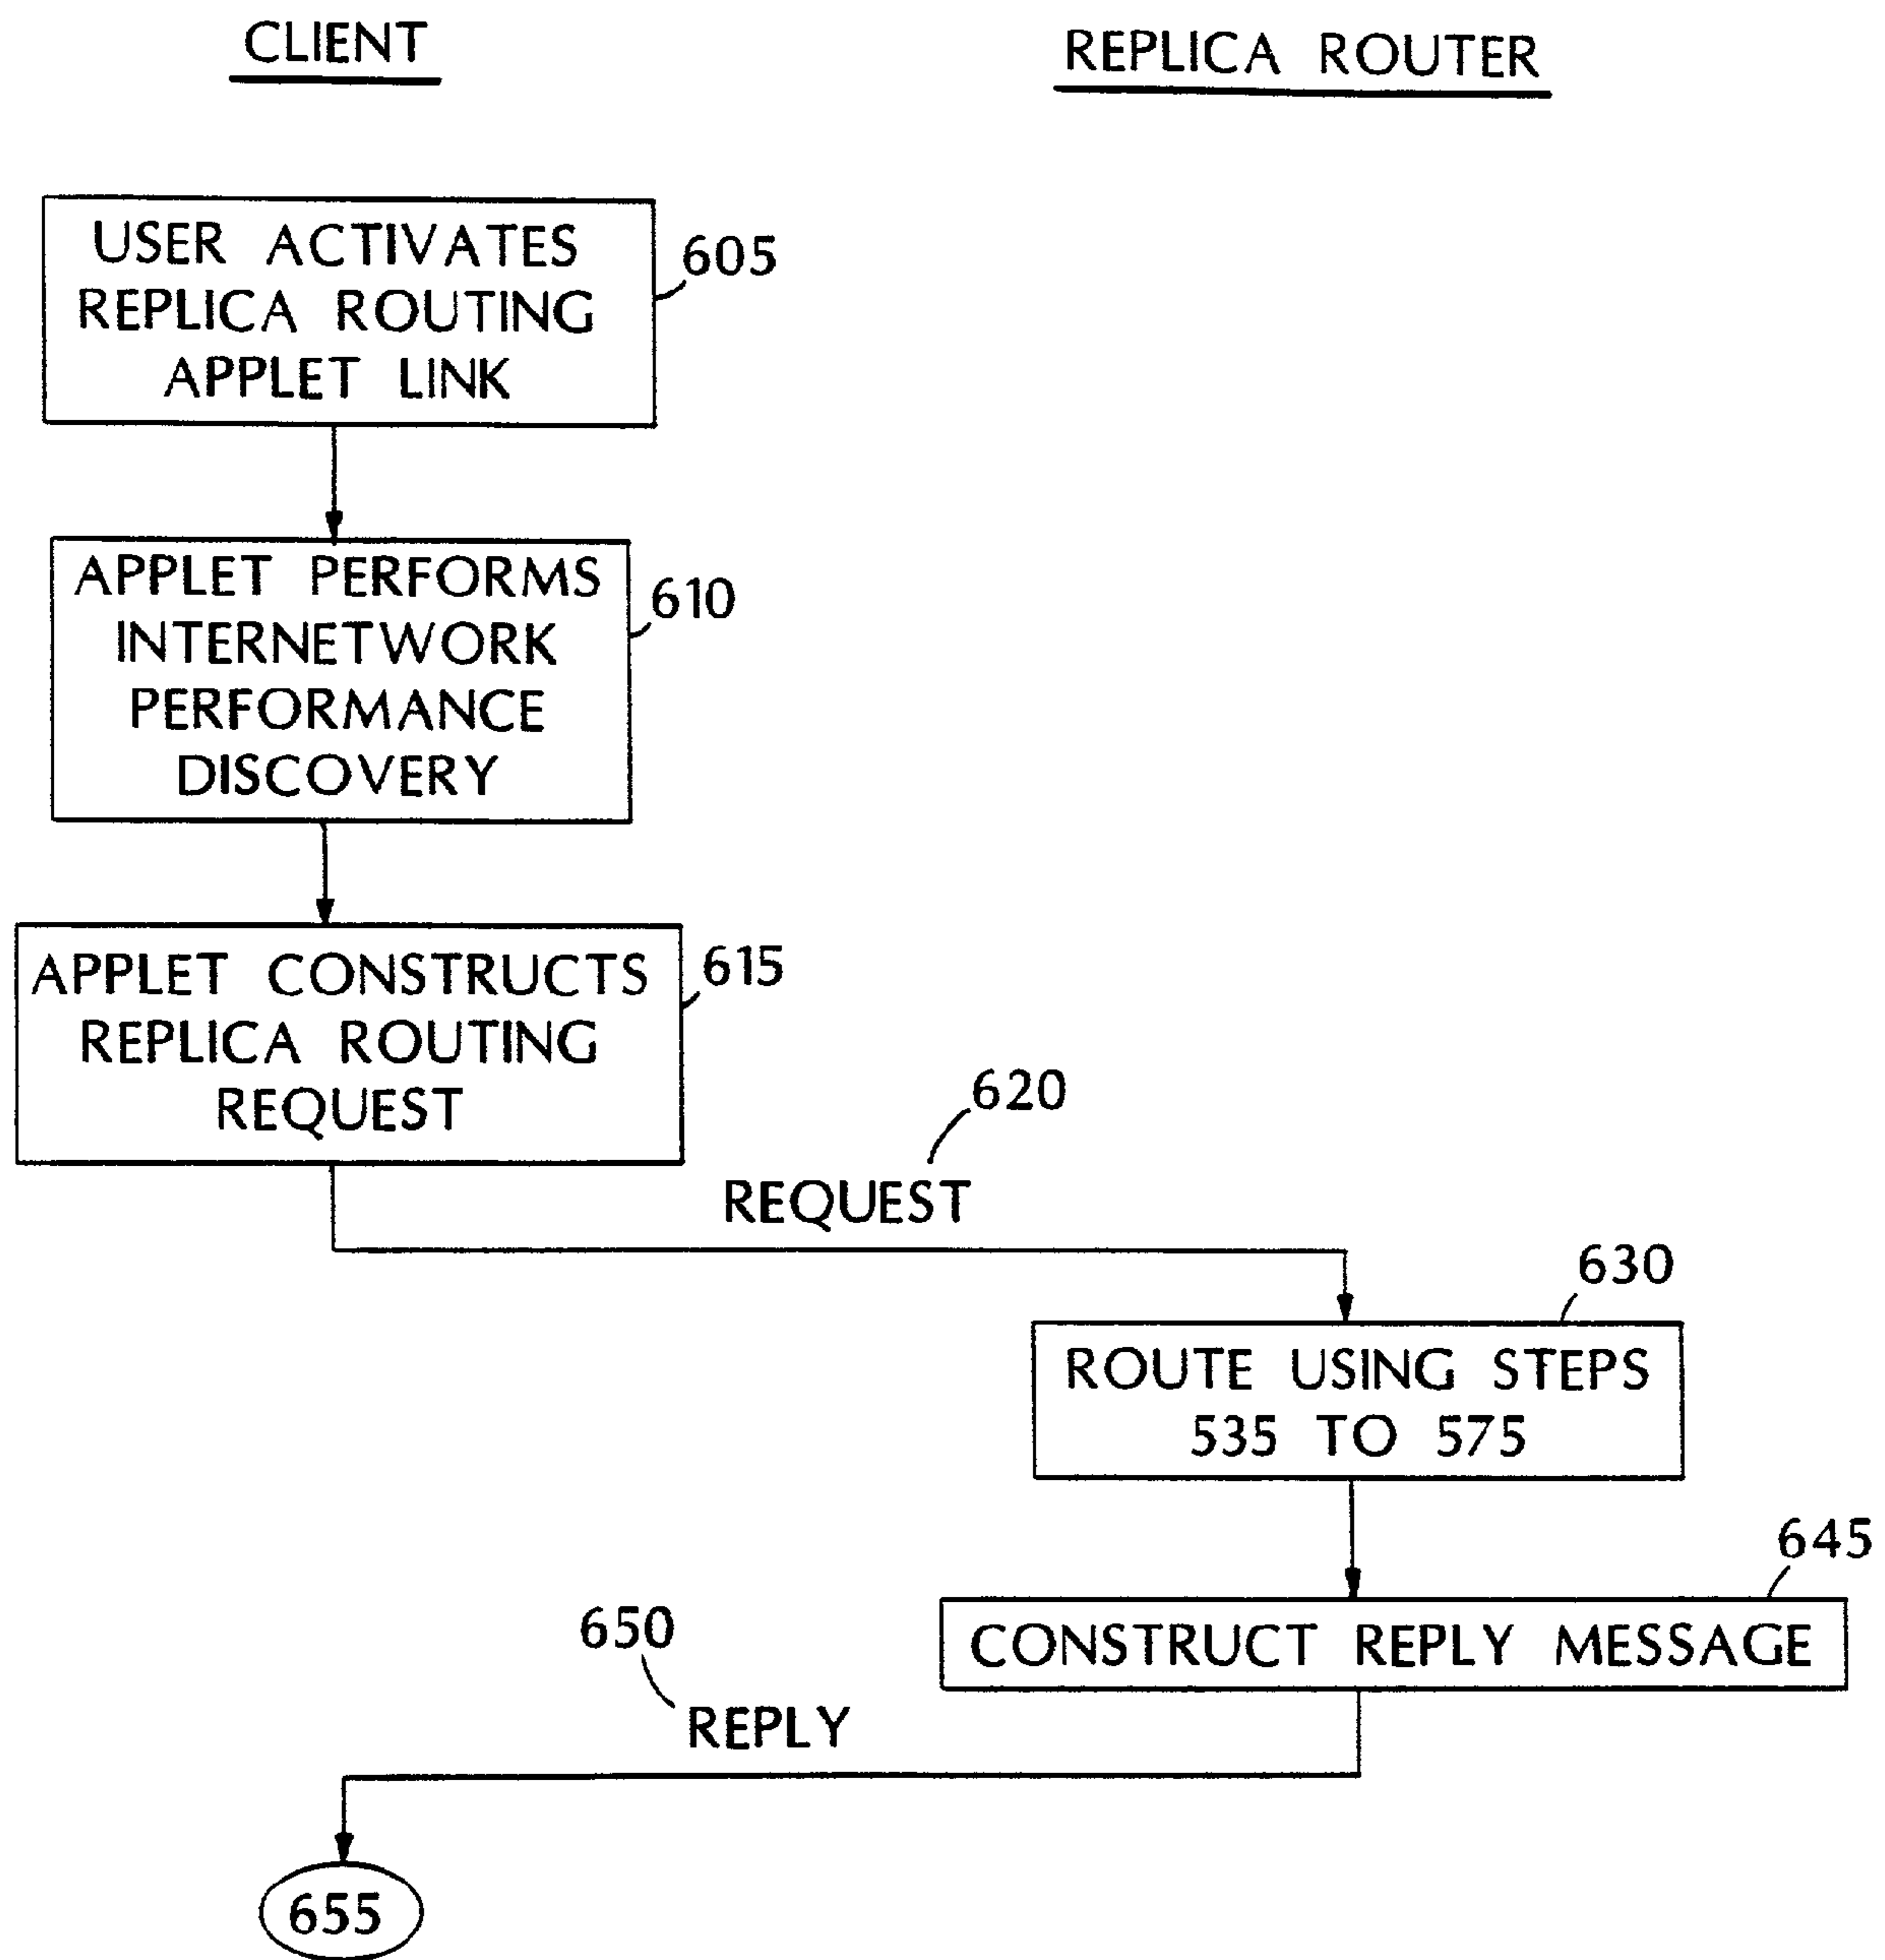 CLIENT
REPLICA ROUTER
USER ACTIVATES
REPLICA ROUTING
APPLET LINK
605
APPLET PERFORMS
INTERNETWORK
PERFORMANCE
DISCOVERY
610
APPLET CONSTRUCTS
REPLICA ROUTING
REQUEST
615
620
REQUEST
630
ROUTE USING STEPS
535 TO 575
645
CONSTRUCT REPLY MESSAGE
650
REPLY
655